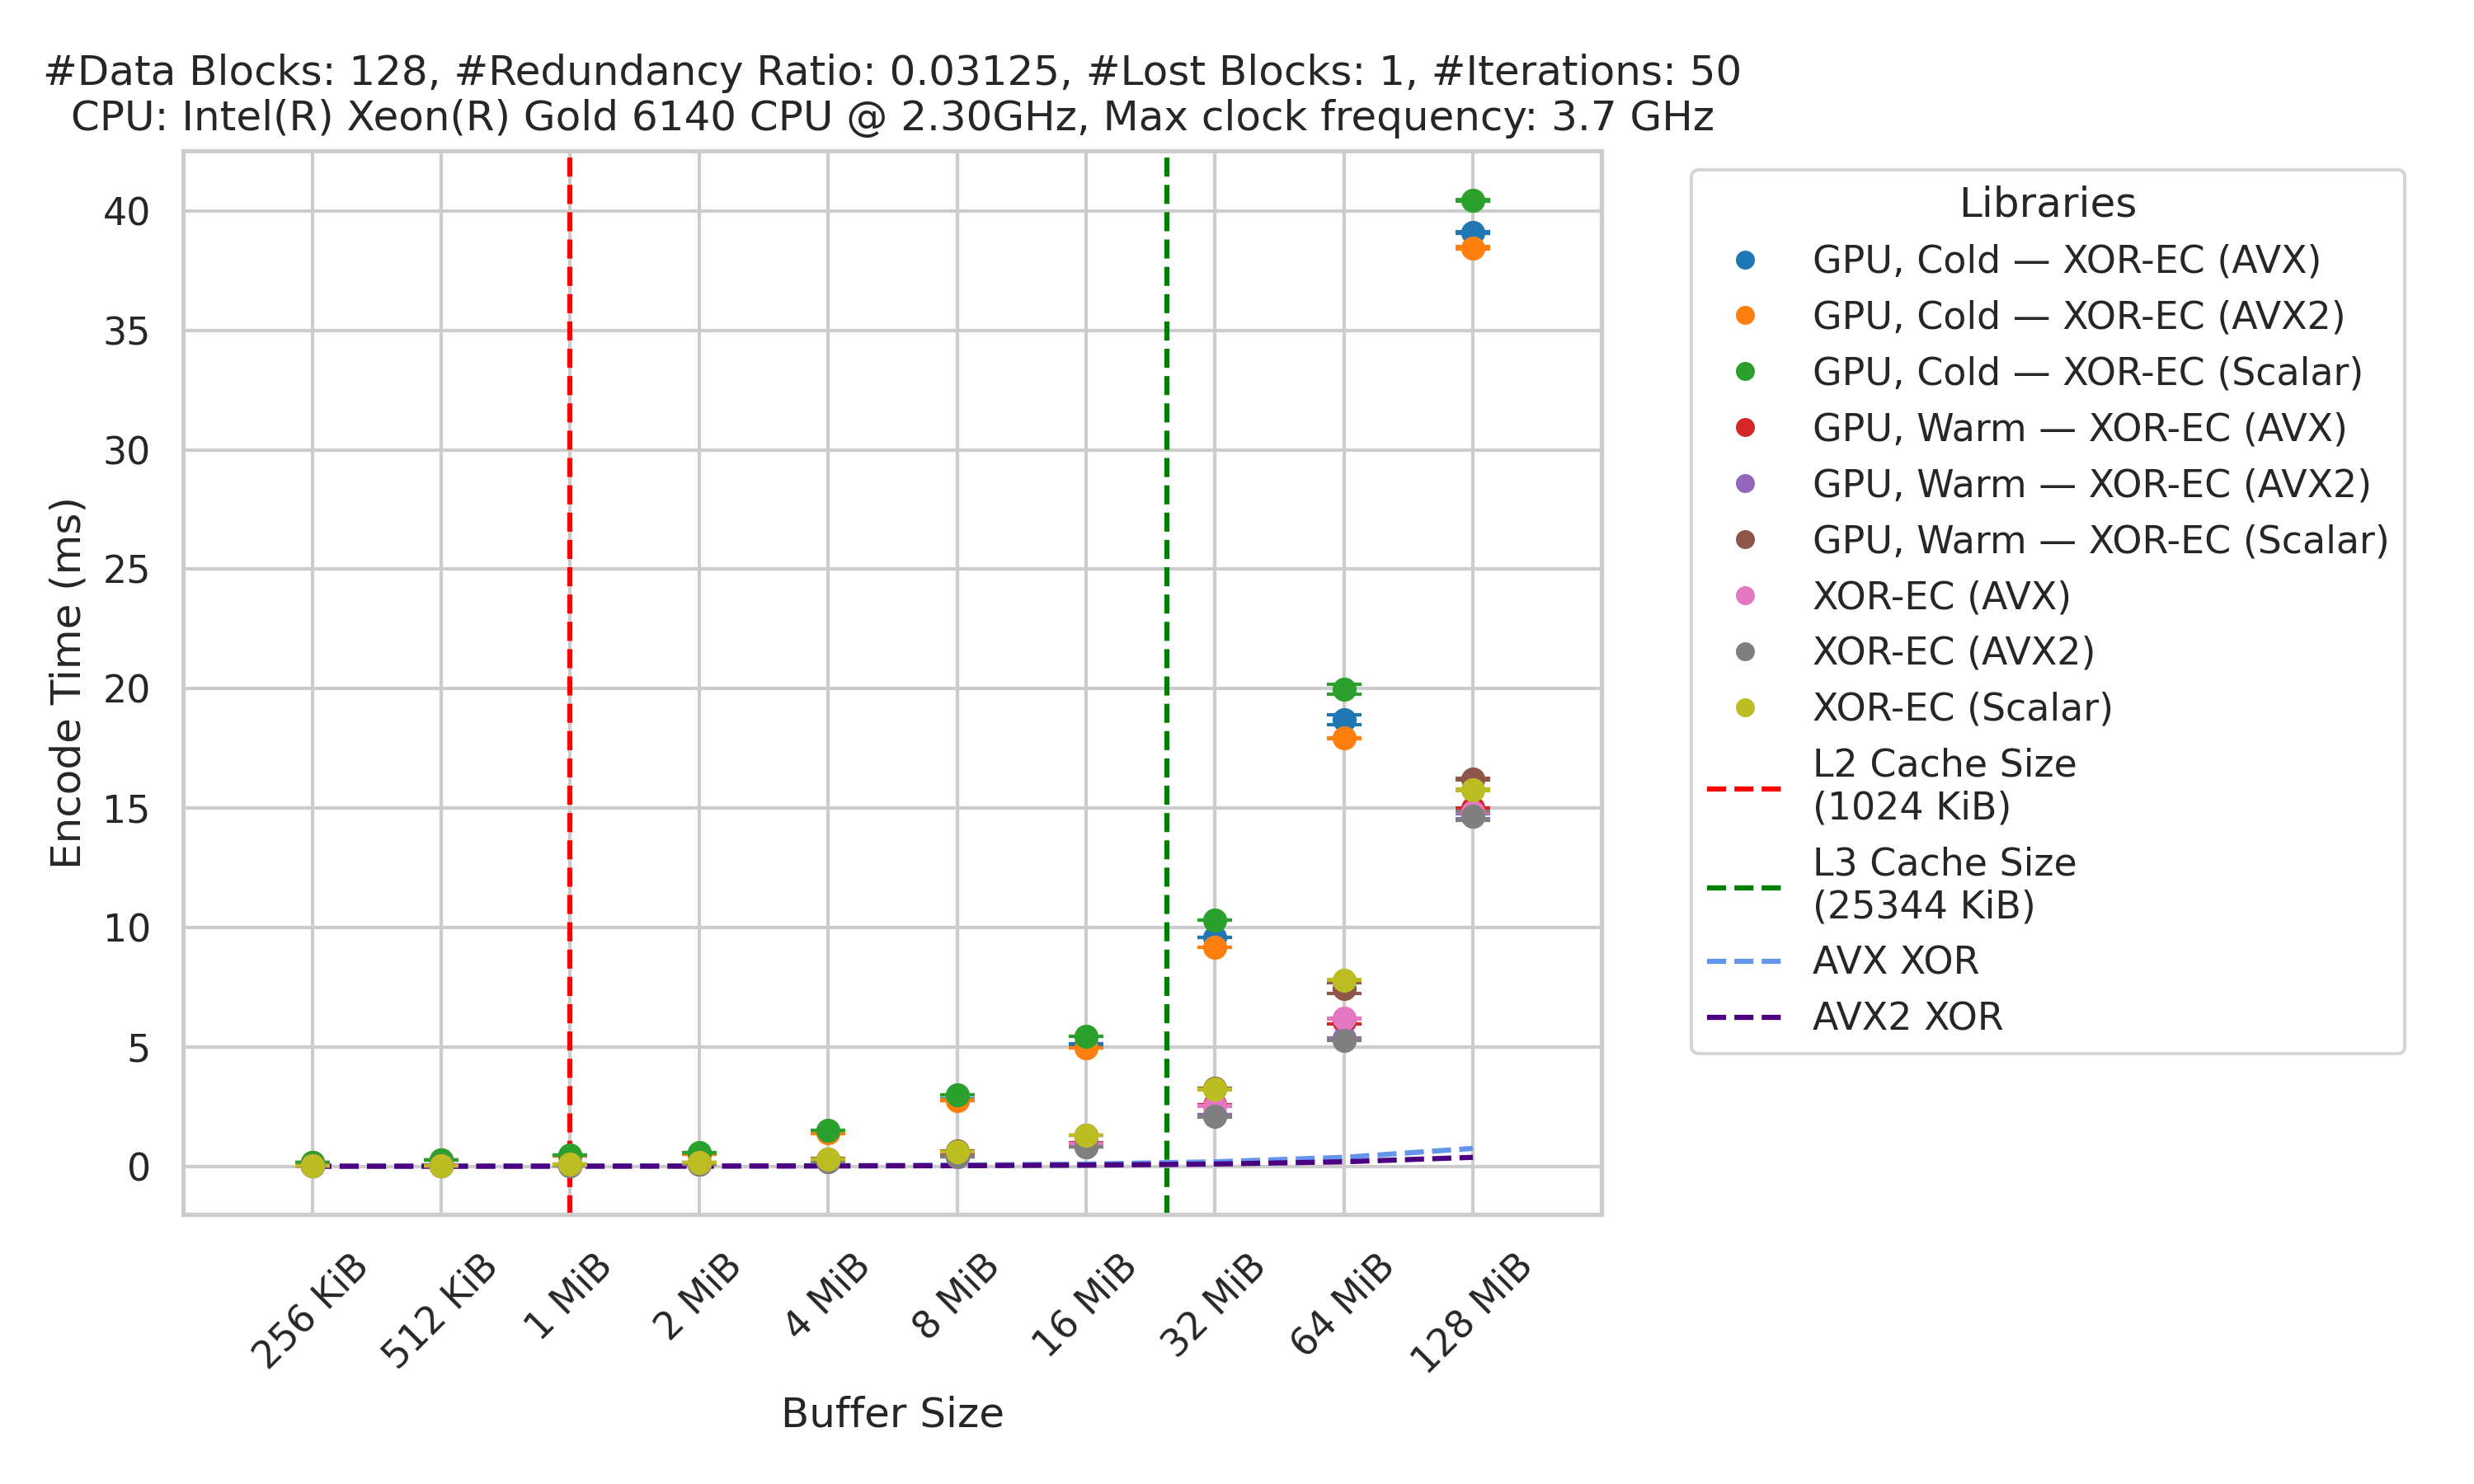 #Data Blocks: 128, #Redundancy Ratio: 0.03125, #Lost Blocks: 1, #Iterations: 50
CPU: Intel(R) Xeon(R) Gold 6140 CPU @ 2.30GHz, Max clock frequency: 3.7 GHz
Encode Time (ms)
40
35
30
25
20
15
10
5
0
256 KiB
512 KiB
1 MiB
2 MiB
4 MiB
8 MiB
16 MiB
32 MiB
64 MiB
128 MiB
Buffer Size
Libraries
GPU, Cold — XOR-EC (AVX)
GPU, Cold — XOR-EC (AVX2)
GPU, Cold — XOR-EC (Scalar)
GPU, Warm — XOR-EC (AVX)
GPU, Warm — XOR-EC (AVX2)
GPU, Warm — XOR-EC (Scalar)
XOR-EC (AVX)
XOR-EC (AVX2)
XOR-EC (Scalar)
L2 Cache Size
(1024 KiB)
L3 Cache Size
(25344 KiB)
AVX XOR
AVX2 XOR